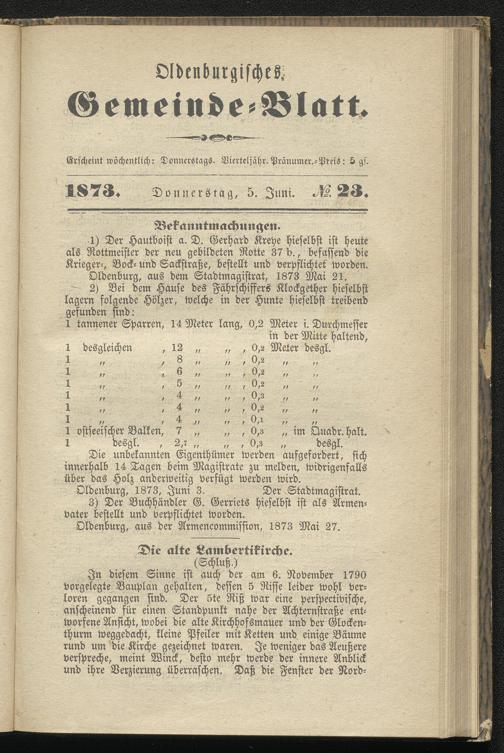 Oldenburgisches
Gemeinde-Blatt.
Erscheint wöchentlich: Donnerstags. Vierteljähr. Pränumer.-Preis: 5 gs.
1873. Donnerstag, 5. Juni. № 23.
Bekanntmachungen.
1) Der Hautboist a. D. Gerhard Kreye hieselbst ist heute
als Rottmeister der neu gebildeten Rotte 37 b., befassend die
Krieger-, Bock- und Sackstraße, bestellt und verpflichtet worden.
Oldenburg, aus dem Stadtmagistrat, 1873 Mai 21.
2) Bei dem Hause des Fährschiffers Klockgether hieselbst
lagern folgende Hölzer, welche in der Hunte hieselbst treibend
gefunden sind:
1 tannener Sparren, 14 Meter lang, 0,2 Meter i. Durchmesser
in der Mitte haltend,
1 desgleichen , 12 „ „ , 0,2 Meter desgl.
1 „ , 8 „ „ , 0,2 „ „
1 „ , 6 „ „ , 0,2 „ „
1 „ , 5 „ „ , 0,2 „ „
1 „ , 4 „ „ , 0,3 „ „
1 „ , 4 „ „ , 0,2 „ „
1 „ , 4 „ „ , 0,1 „ „
1 ostseeischer Balken, 7 „ „ , 0,3 „ im Quadr. halt.
1 desgl. , 2,7 „ „ , 0,3 „ desgl.
Die unbekannten Eigenthümer werden aufgefordert, sich
innerhalb 14 Tagen beim Magistrate zu melden, widrigenfalls
über das Holz anderweitig verfügt werden wird.
Oldenburg, 1873, Juni 3. Der Stadtmagistrat.
3) Der Buchhändler G. Gerriets hieselbst ist als Armen-
vater bestellt und verpflichtet worden.
Oldenburg, aus der Armencommission, 1873 Mai 27.
Die alte Lambertikirche.
(Schluß.)
In diesem Sinne ist auch der am 6. November 1790
vorgelegte Bauplan gehalten, dessen 5 Risse leider wohl ver-
loren gegangen sind. Der 5te Riß war eine perspectivische,
anscheinend für einen Standpunkt nahe der Achternstraße ent-
worfene Ansicht, wobei die alte Kirchhofsmauer und der Glocken-
thurm weggedacht, kleine Pfeiler mit Ketten und einige Bäume
rund um die Kirche gezeichnet waren. Je weniger das Aeußere
verspreche, meint Winck, desto mehr werde der innere Anblick
und ihre Verzierung überraschen. Daß die Fenster der Nord-